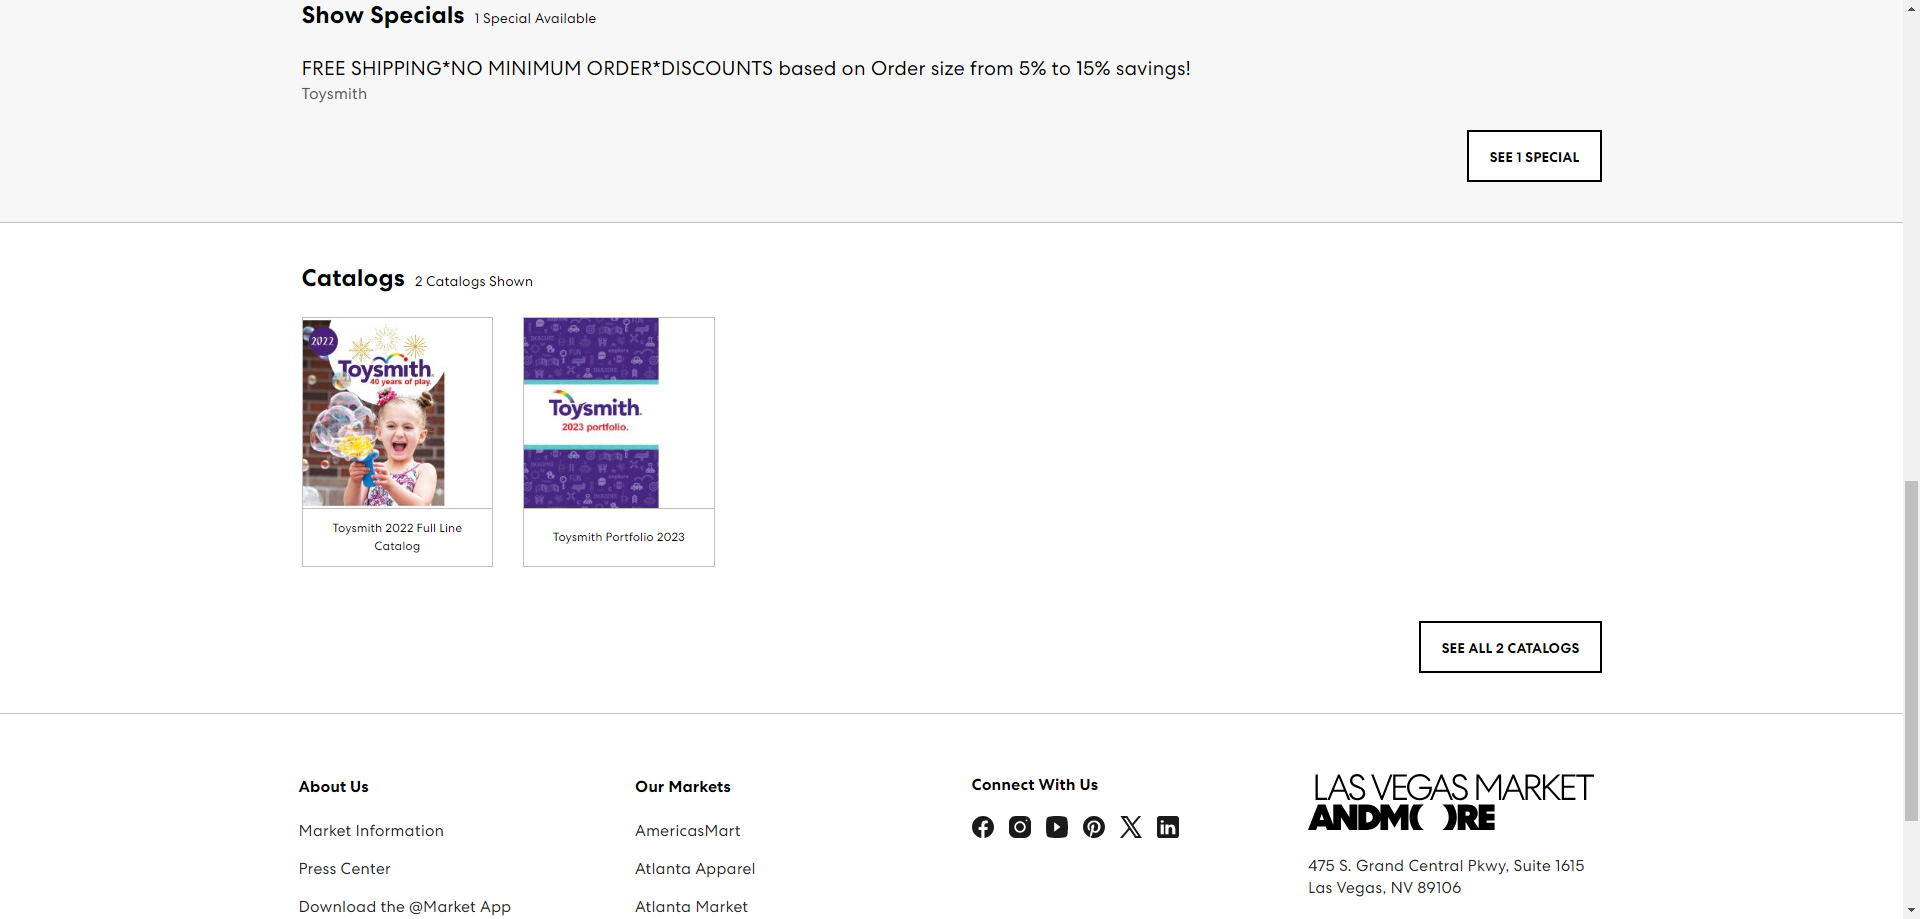 Show Specials 1 Special Available
FREE SHIPPING*NO MINIMUM ORDER*DISCOUNTS based on Order size from 5% to 15% savings!
Toysmith
SEE 1 SPECIAL
Catalogs 2 Catalogs Shown
2022
Toysmith.
40 years of play.
Toysmith.
2023 portfolio.
Toysmith 2022 Full Line
Catalog
Toysmith Portfolio 2023
SEE ALL 2 CATALOGS
About Us
Market Information
Press Center
Download the @Market App
Our Markets
AmericasMart
Atlanta Apparel
Atlanta Market
Connect With Us
LAS VEGAS MARKET
ANDM( )RE
475 S. Grand Central Pkwy, Suite 1615
Las Vegas, NV 89106